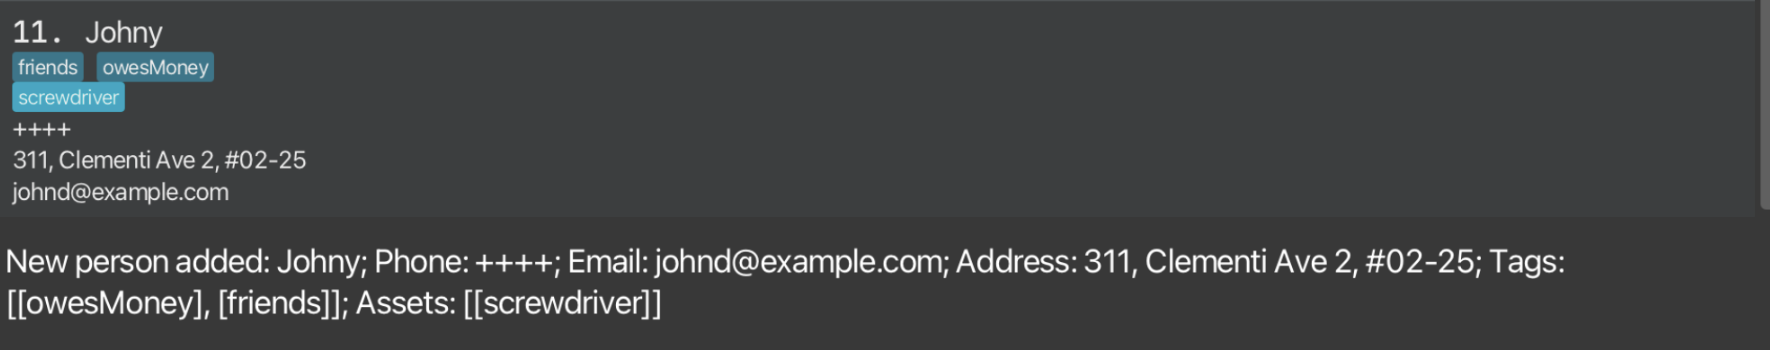 11. Johny
friends owesMoney
screwdriver
++++
311, Clementi Ave 2, #02-25
johnd@example.com
New person added: Johny; Phone: ++++; Email: johnd@example.com; Address: 311, Clementi Ave 2, #02-25; Tags:
[[owesMoney], [friends]]; Assets: [[screwdriver]]